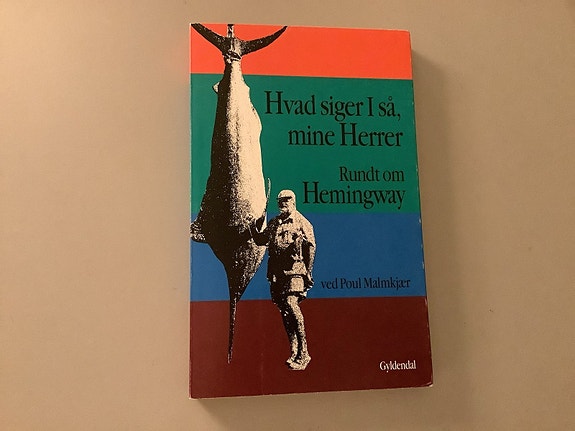 Hvad siger I så,
mine Herrer
Rundt om
Hemingway
ved Poul Malmkjær
Gyldendal